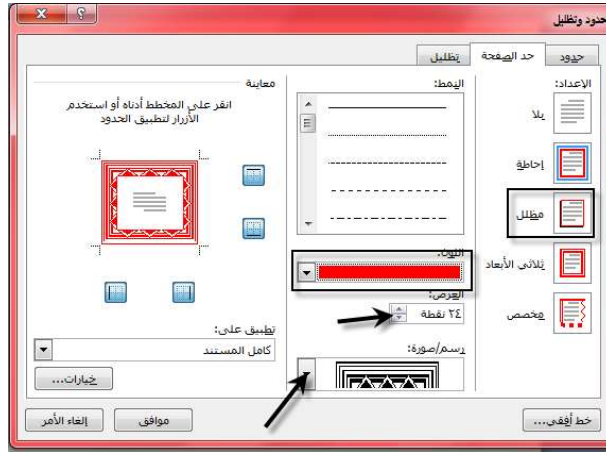 حدود وتظليل
حدود
حد الصفحة
تظليل
الإعداد:
بلا
إحاطة
مظلل
ثلاثي الأبعاد
مخصص
النمط:
اللون:
العرض:
٢٤ نقطة
رسم/صورة:
معاينة
انقر على المخطط أدناه أو استخدم
الأزرار لتطبيق الحدود
تطبيق على:
كامل المستند
خيارات...
خط أفقي...
موافق
إلغاء الأمر